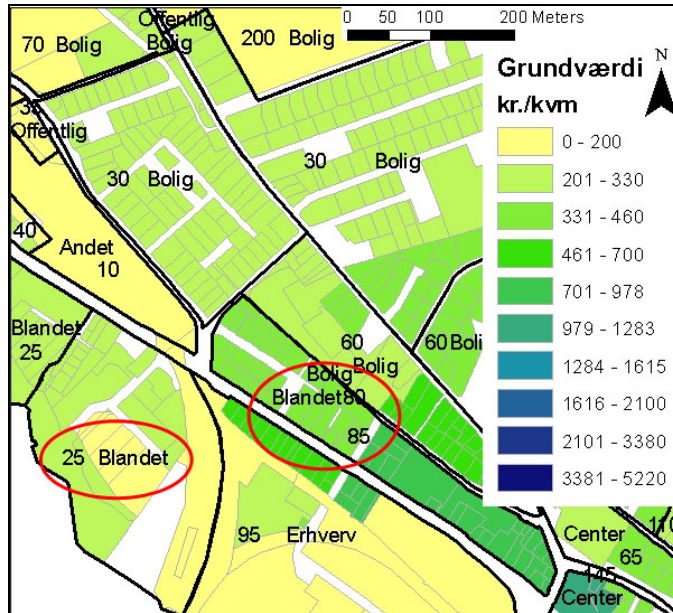 0 50 100 200 Meters
Offentlig
70 Bolig
Bolig
200 Bolig
Grundværdi
N
kr./kvm
0 - 200
201 - 330
331 - 460
461 - 700
701 - 978
979 - 1283
1284 - 1615
1616 - 2100
2101 - 3380
3381 - 5220
35
Offentlig
30 Bolig
30 Bolig
40
Andet
10
Blandet
25
60
Bolig
60 Boli
Bolig
Blandet80
85
25 Blandet
95 Erhverv
Center
110
65
145
Center